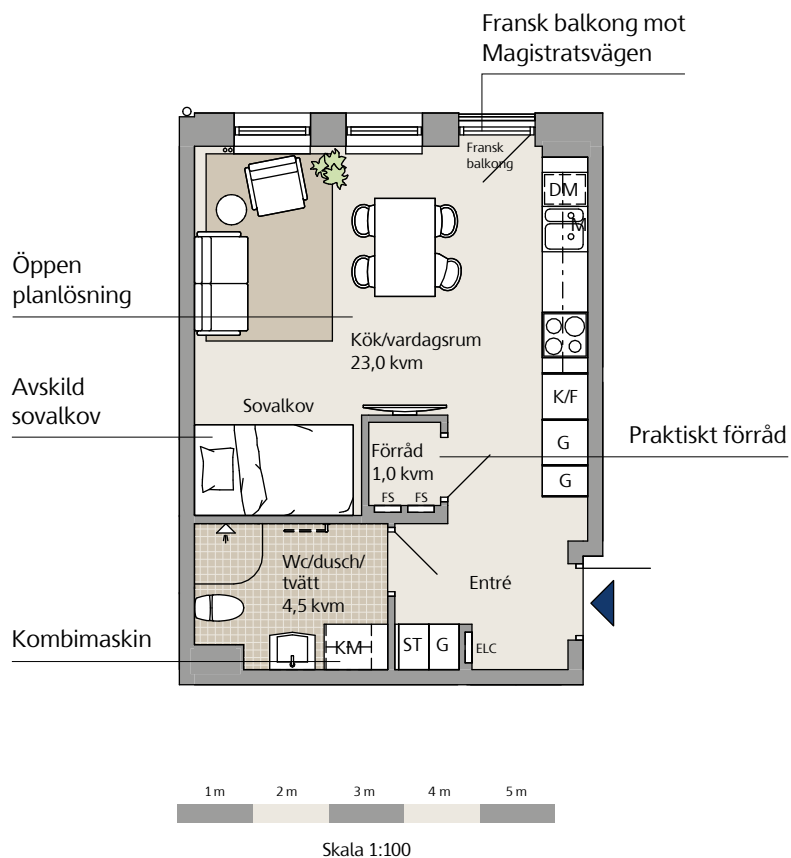 Fransk balkong mot
Magistratsvägen
Fransk
balkong
DM
M
Öppen
planlösning
Kök/vardagsrum
23,0 kvm
Avskild
sovalkov
Sovalkov
K/F
Förråd
1,0 kvm
G
Praktiskt förråd
G
FS FS
Wc/dusch/
tvätt
4,5 kvm
Entré
Kombimaskin
KM
ST G
ELC
1 m 2 m 3 m 4 m 5 m
Skala 1:100